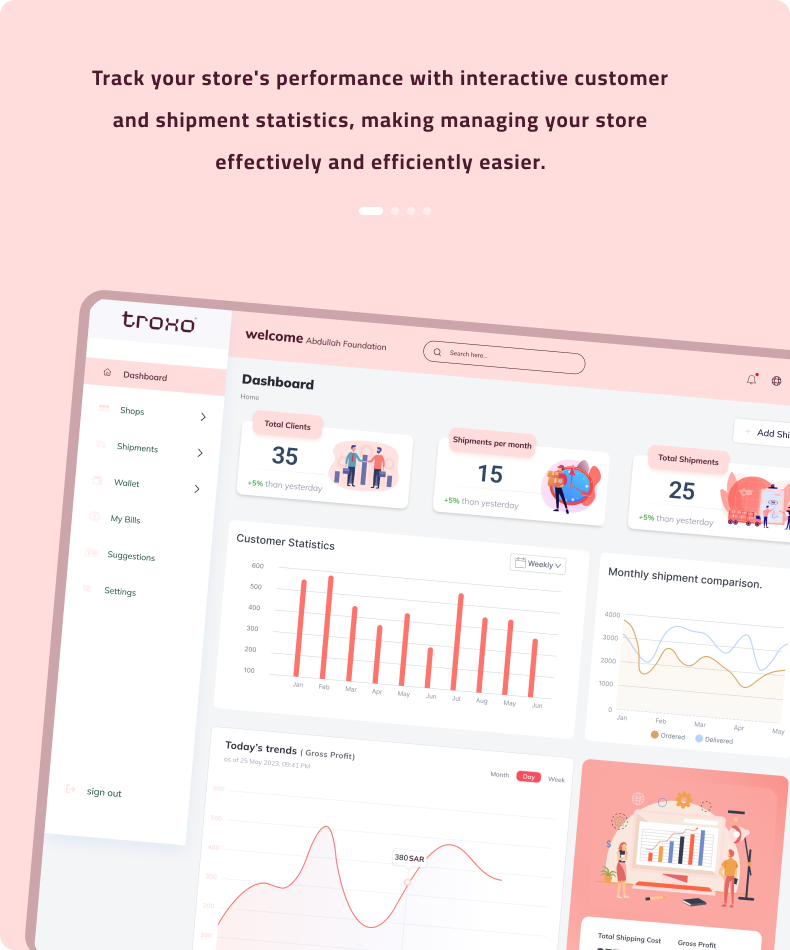 Track your store's performance with interactive customer
and shipment statistics, making managing your store
effectively and efficiently easier.
troxo
welcome Abdullah Foundation
Search here..
Dashboard
Shops
Shipments
Wallet
My Bills
Suggestions
Settings
sign out
Dashboard
Home
Add Shi
Total Clients
35
+5% than yesterday
Shipments per month
15
+5% than yesterday
Total Shipments
25
+5% than yesterday
Customer Statistics
Weekly
600
500
400
300
200
100
Jan Feb Mar Apr May Jun Jul Aug May Jun
Monthly shipment comparison.
4000
3000
2000
1000
0
Jan Feb Mar Apr May
Ordered Delivered
Today's trends ( Gross Profit)
as of 25 May 2023, 09:41 PM
Month Day Week
600
500
400
300
200
100
380 SAR
Total Shipping Cost Gross Profit